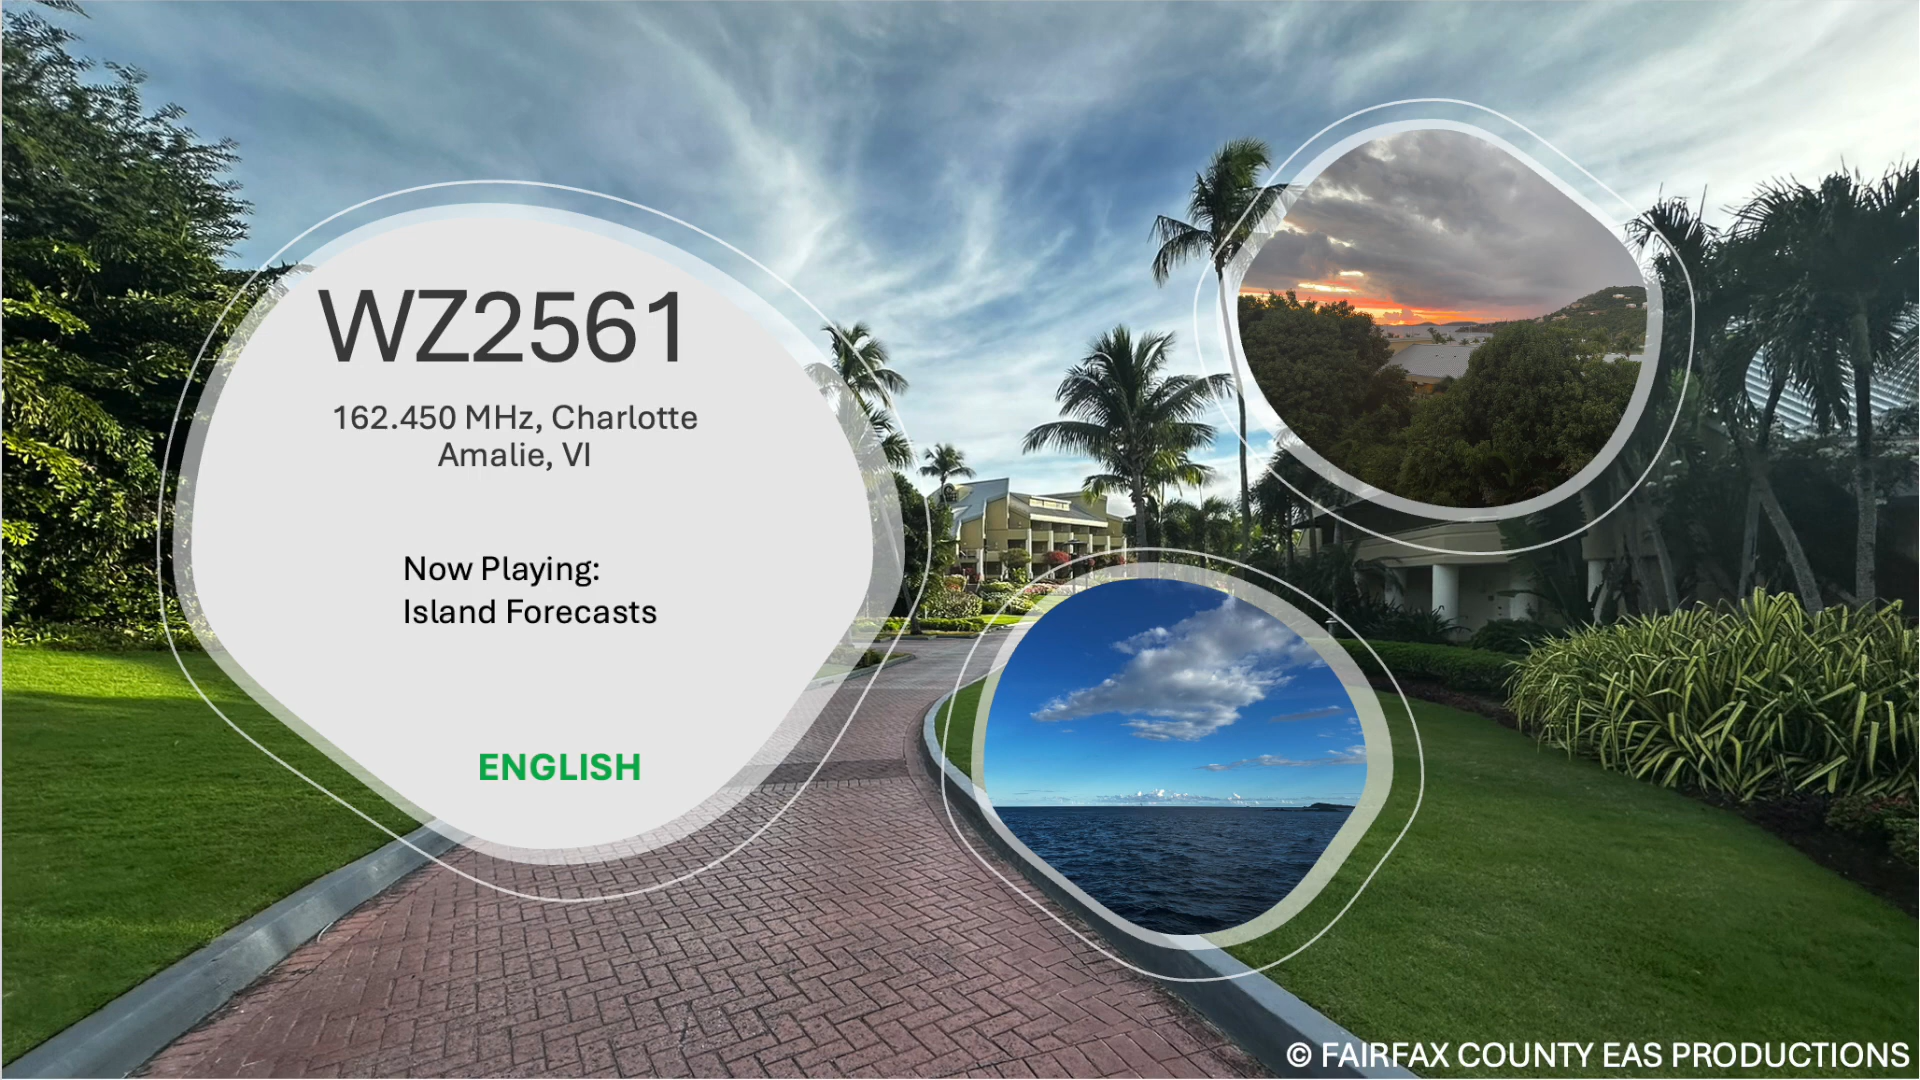 WZ2561
162.450 MHz, Charlotte
Amalie, VI
Now Playing:
Island Forecasts
ENGLISH
© FAIRFAX COUNTY EAS PRODUCTIONS